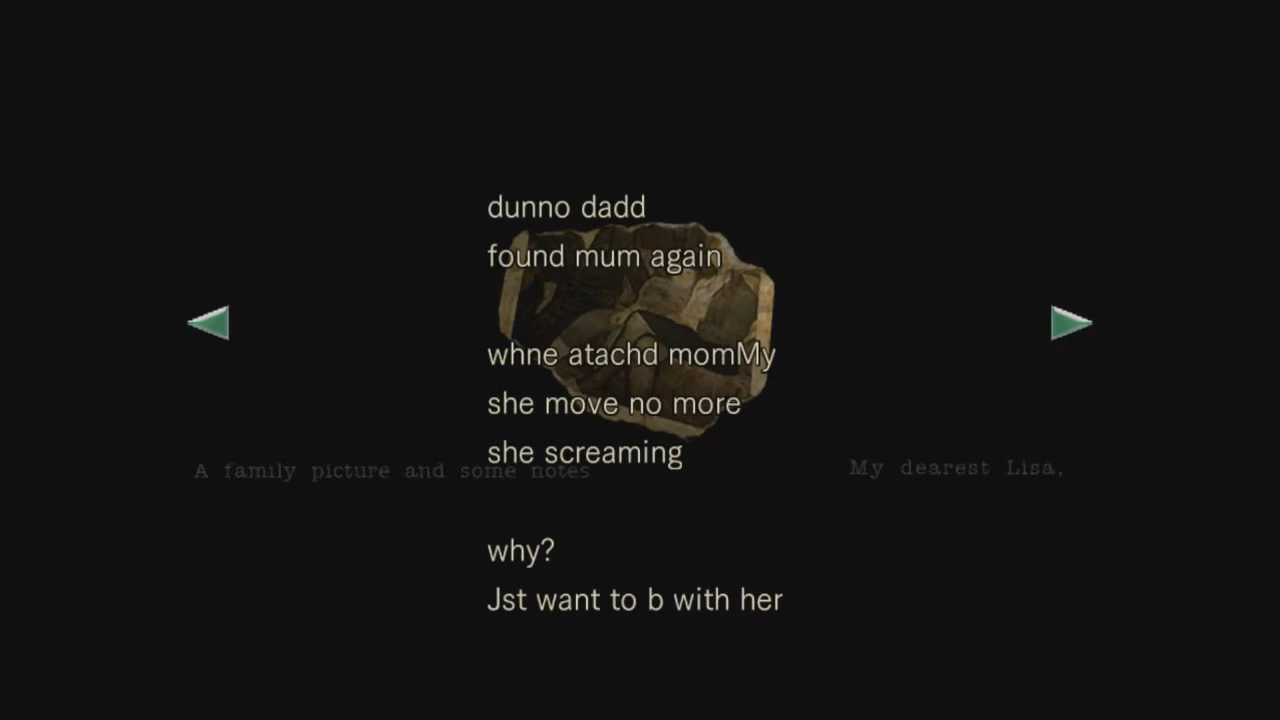 dunno dadd
found mum again
whne atachd momMy
she move no more
she screaming
A family picture and some notes
My dearest Lisa,
why?
Jst want to b with her